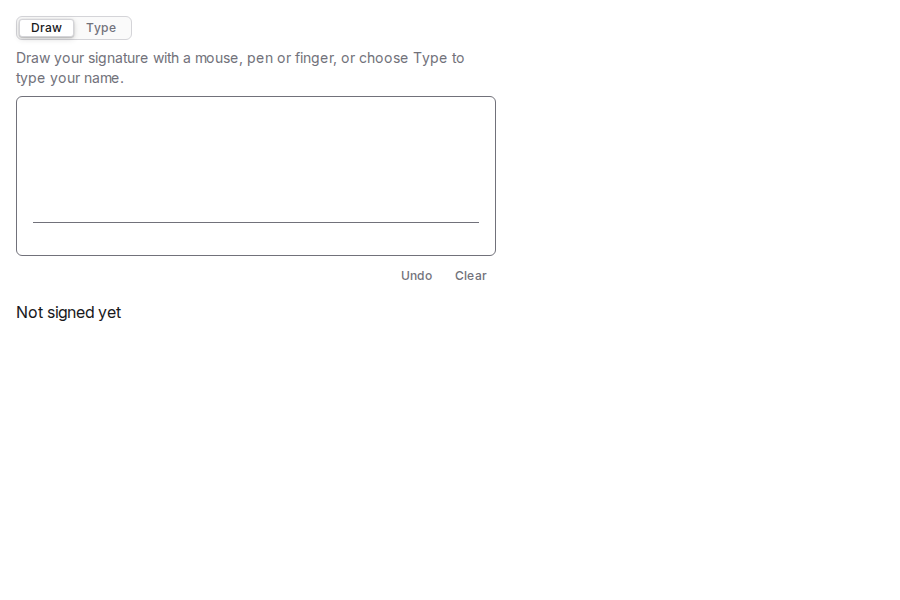 Draw Type
Draw your signature with a mouse, pen or finger, or choose Type to
type your name.
Undo Clear
Not signed yet